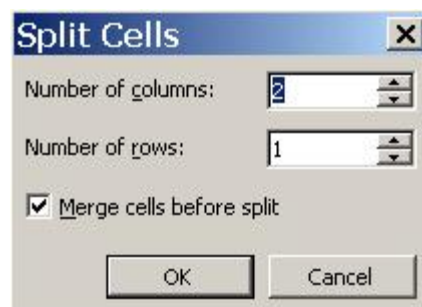 Split Cells
Number of columns: 2
Number of rows: 1
Merge cells before split
OK Cancel